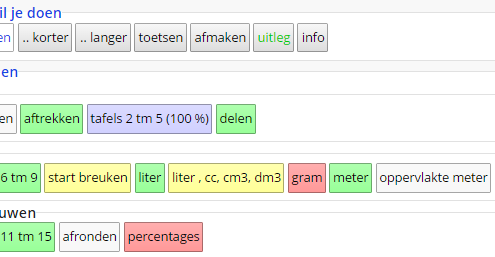 il je doen
en .. korter .. langer toetsen afmaken uitleg info
en
en aftrekken tafels 2 tm 5 (100 %) delen
6 tm 9 start breuken liter liter , cc, cm3, dm3 gram meter oppervlakte meter
uwen
11 tm 15 afronden percentages